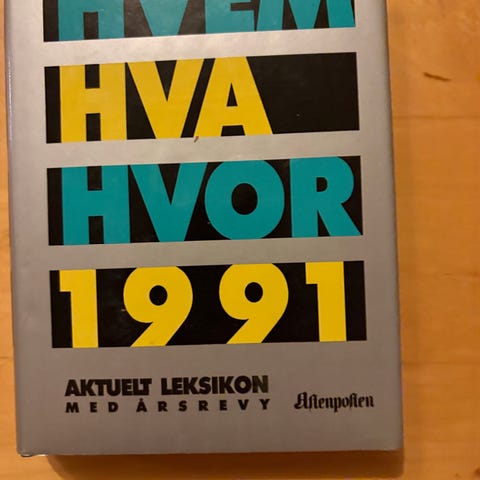 HVEM
HVA
HVOR
1991
AKTUELT LEKSIKON
MED ÅRSREVY
Aftenposten